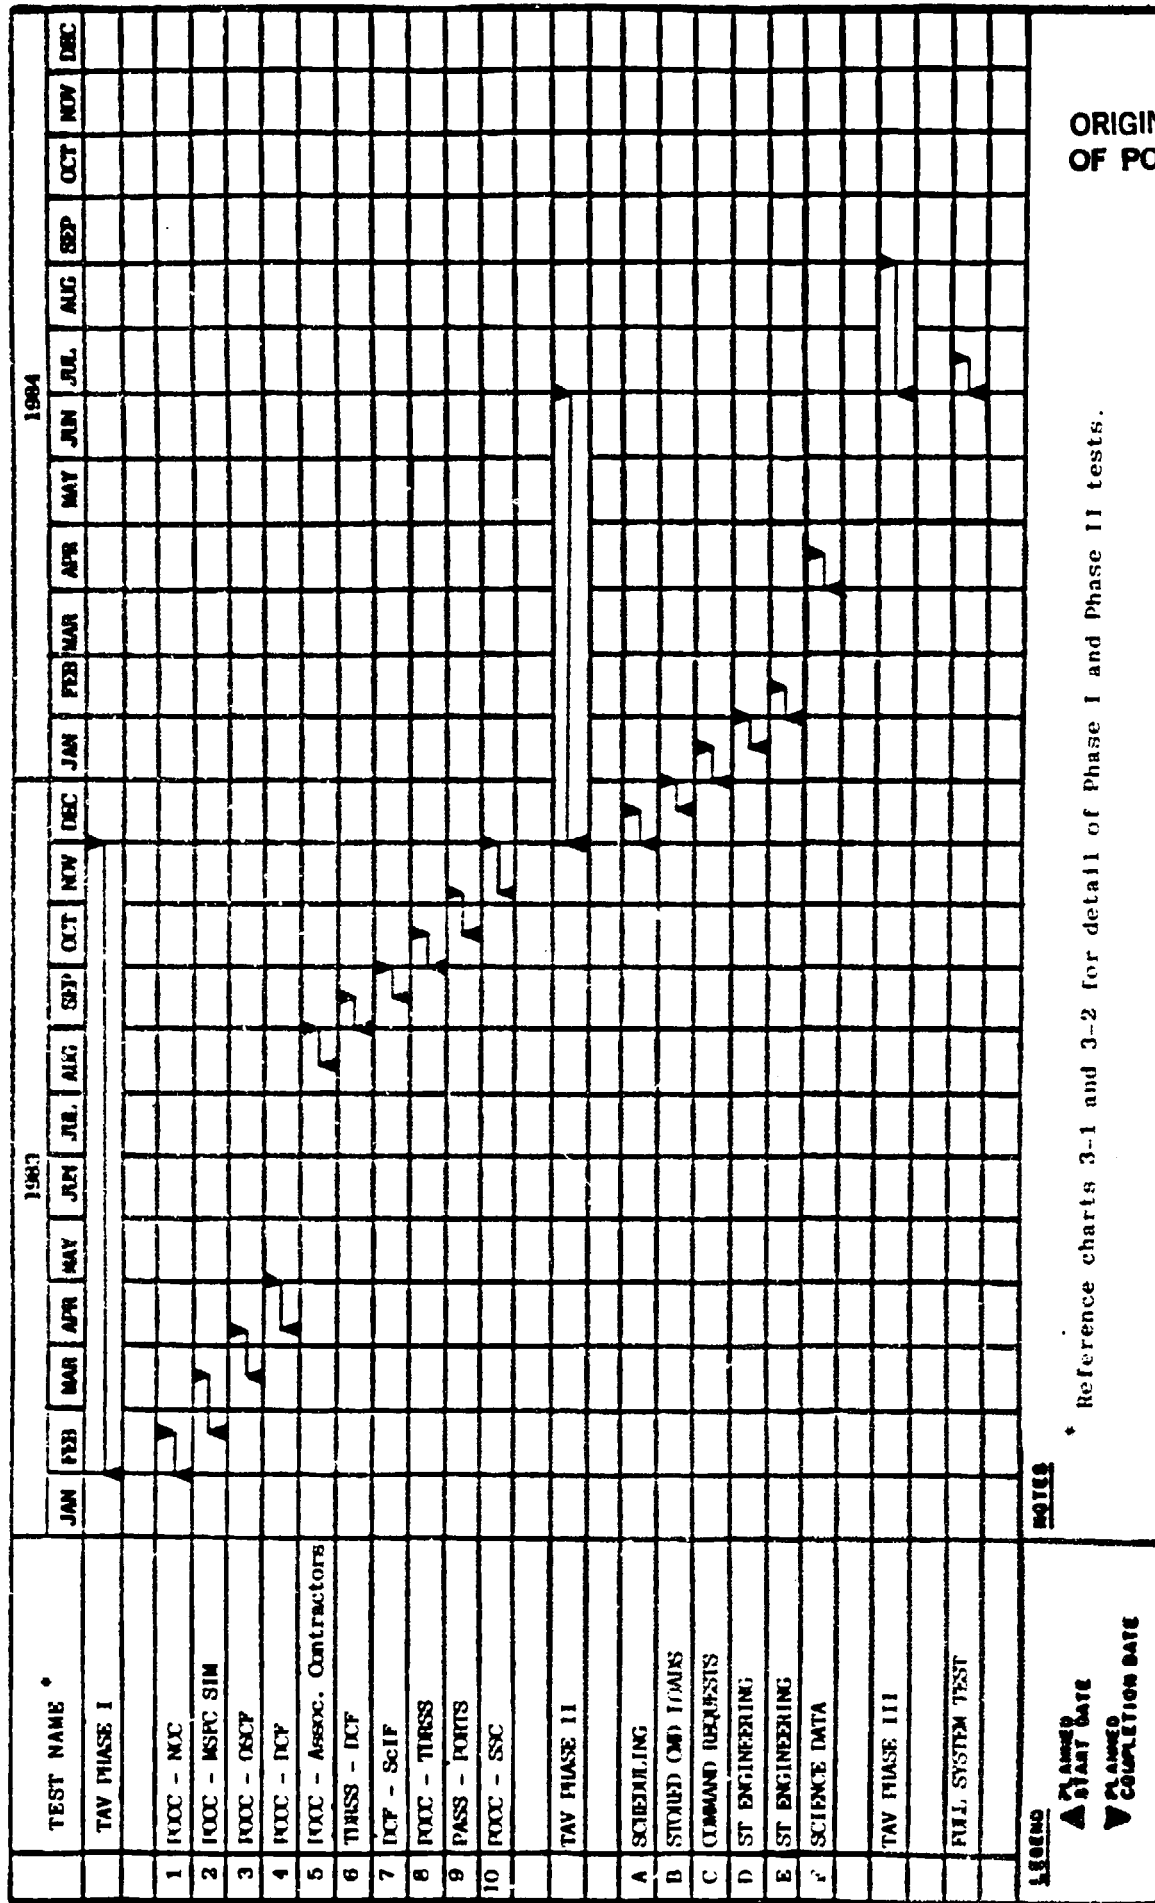 1983 1984
TEST NAME * JAN FEB MAR APR MAY JUN JUL AUG SEP OCT NOV DEC JAN FEB MAR APR MAY JUN JUL AUG SEP OCT NOV DEC
TAV PHASE I
1 POCC - NCC
2 POCC - MSFC SIM
3 POCC - OSCF
4 POCC - DCF
5 POCC - Assoc. Contractors
6 TDRSS - DCF
7 DCF - SciF
8 POCC - TDRSS
9 PASS - PORTS
10 POCC - SSC
TAV PHASE II
A SCHEDULING
B STORED CMD LOADS
C COMMAND REQUESTS
D ST ENGINEERING
E ST ENGINEERING
F SCIENCE DATA
TAV PHASE III
FULL SYSTEM TEST
LEGEND
PLANNED
START DATE
PLANNED
COMPLETION DATE
NOTES
* Reference charts 3-1 and 3-2 for detail of Phase I and Phase II tests.
ORIGIN
OF PO